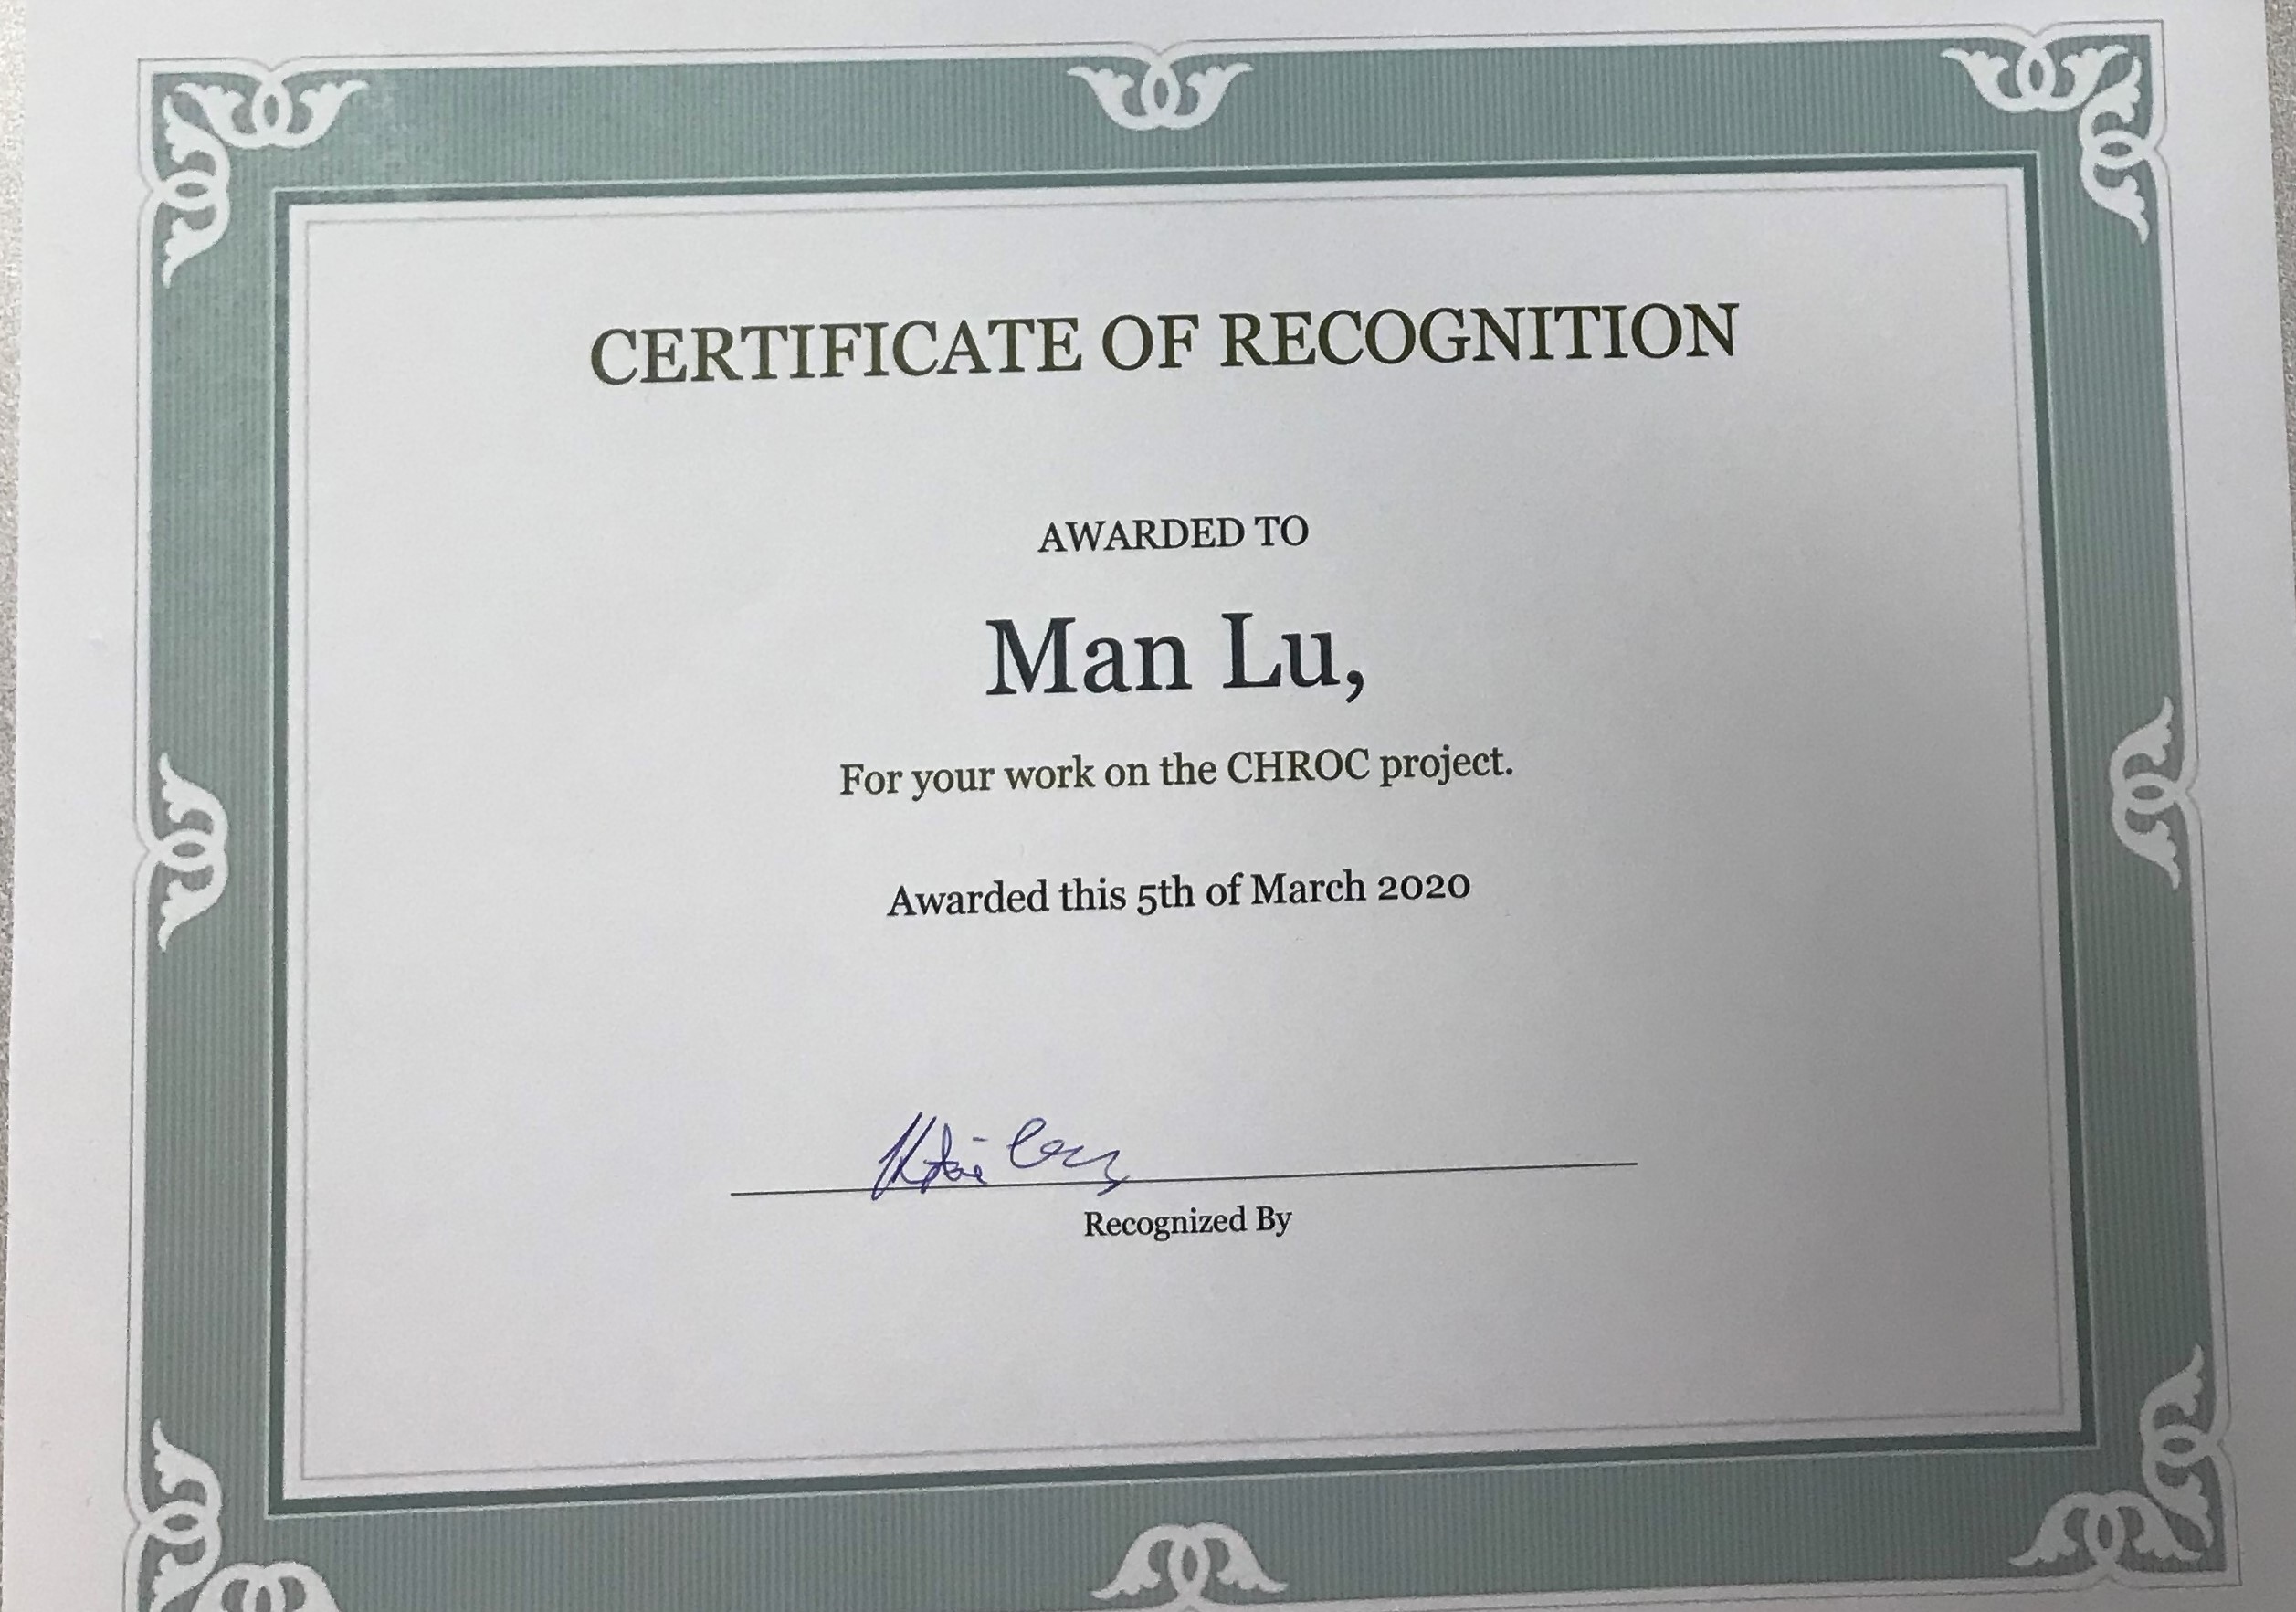 CERTIFICATE OF RECOGNITION
AWARDED TO
Man Lu,
For your work on the CHROC project.
Awarded this 5th of March 2020
Recognized By